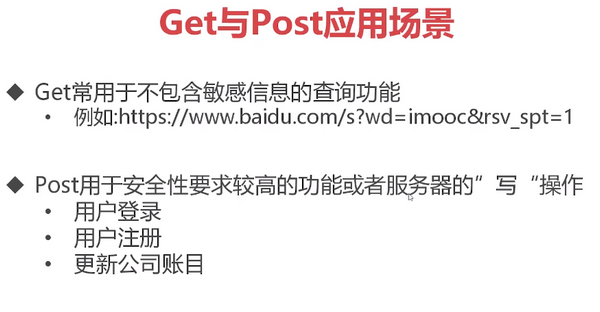 Get与Post应用场景
◆ Get常用于不包含敏感信息的查询功能
• 例如:https://www.baidu.com/s?wd=imooc&rsv_spt=1
◆ Post用于安全性要求较高的功能或者服务器的”写“操作
• 用户登录
• 用户注册
• 更新公司账目